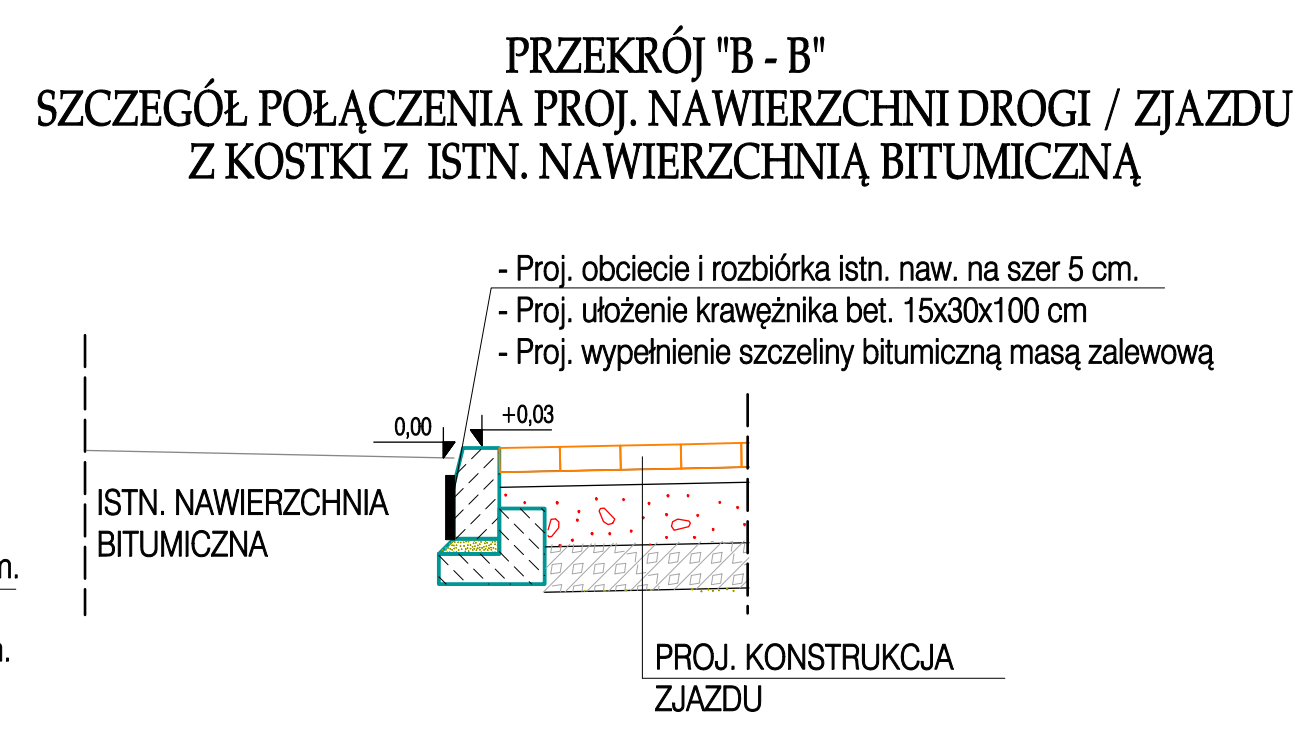 PRZEKRÓJ "B - B"
SZCZEGÓŁ POŁĄCZENIA PROJ. NAWIERZCHNI DROGI / ZJAZDU
Z KOSTKI Z ISTN. NAWIERZCHNIĄ BITUMICZNĄ
- Proj. obciecie i rozbiórka istn. naw. na szer 5 cm.
- Proj. ułożenie krawężnika bet. 15x30x100 cm
- Proj. wypełnienie szczeliny bitumiczną masą zalewową
0,00
+0,03
ISTN. NAWIERZCHNIA
BITUMICZNA
m.
PROJ. KONSTRUKCJA
ZJAZDU